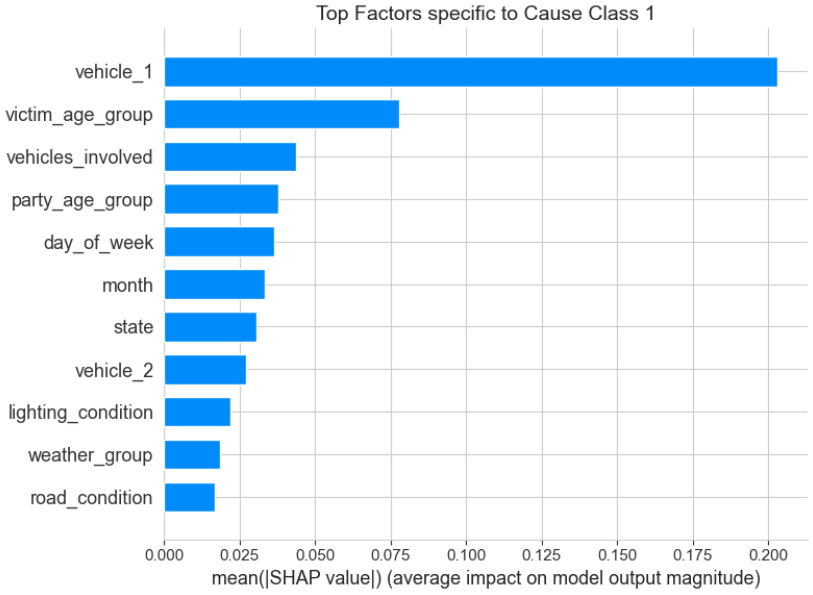 Top Factors specific to Cause Class 1
vehicle_1
victim_age_group
vehicles_involved
party_age_group
day_of_week
month
state
vehicle_2
lighting_condition
weather_group
road_condition
0.000 0.025 0.050 0.075 0.100 0.125 0.150 0.175 0.200
mean(|SHAP value|) (average impact on model output magnitude)